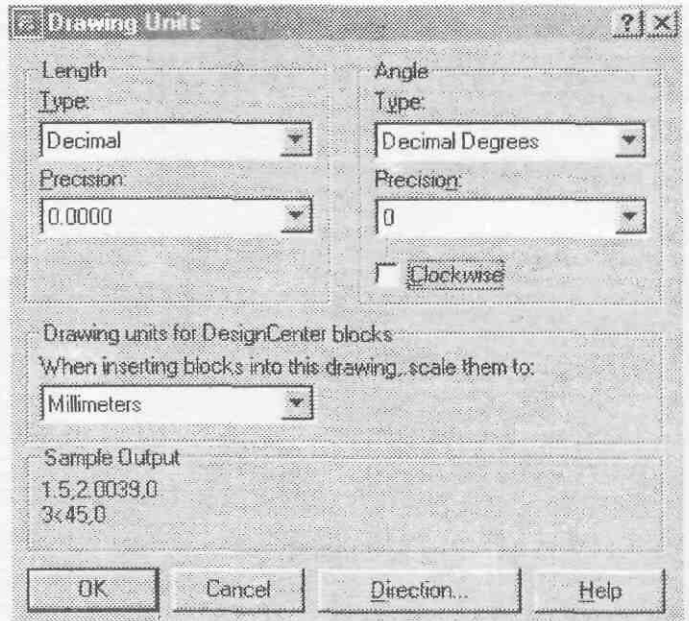 Drawing Units
Length
Type:
Decimal
Precision:
0.0000
Angle
Type:
Decimal Degrees
Precision:
0
Clockwise
Drawing units for DesignCenter blocks
When inserting blocks into this drawing, scale them to:
Millimeters
Sample Output
1.5,2.0039,0
3<45,0
OK Cancel Direction... Help